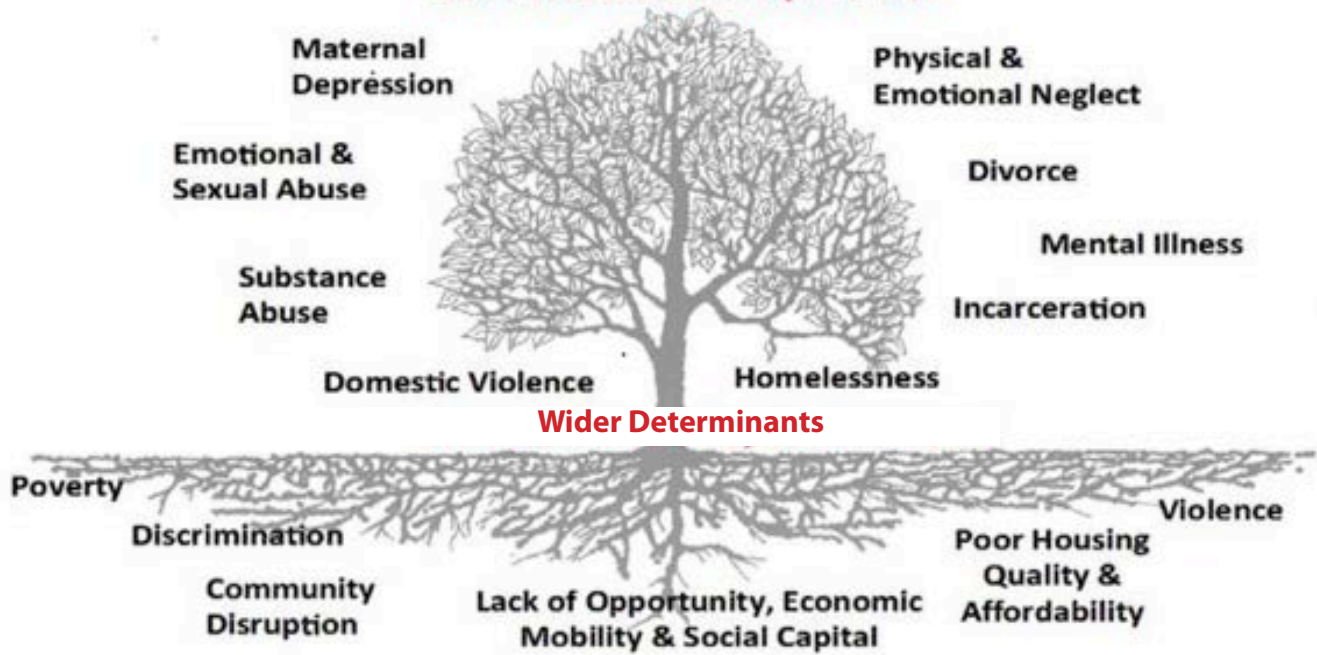 Maternal
Depression
Physical &
Emotional Neglect
Emotional &
Sexual Abuse
Divorce
Mental Illness
Substance
Abuse
Incarceration
Domestic Violence
Homelessness
Wider Determinants
Poverty
Violence
Discrimination
Poor Housing
Quality &
Affordability
Community
Disruption
Lack of Opportunity, Economic
Mobility & Social Capital